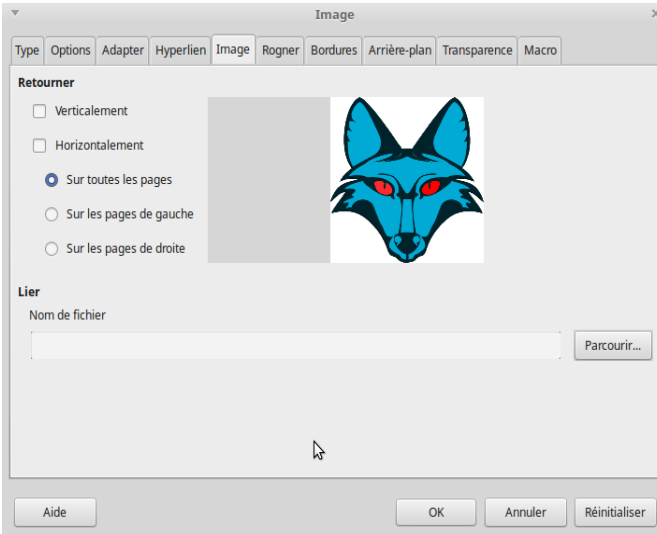 Image
Type Options Adapter Hyperlien Image Rogner Bordures Arrière-plan Transparence Macro
Retourner
Verticalement
Horizontalement
Sur toutes les pages
Sur les pages de gauche
Sur les pages de droite
Lier
Nom de fichier
Parcourir...
Aide OK Annuler Réinitialiser